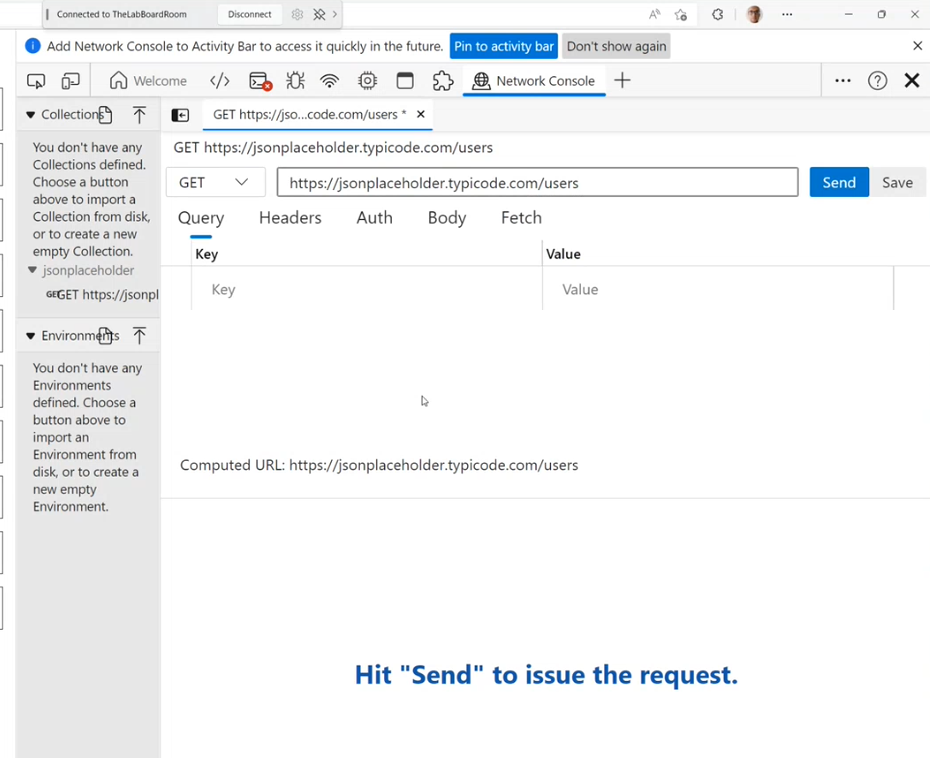 Connected to TheLabBoardRoom
Disconnect
Add Network Console to Activity Bar to access it quickly in the future.
Pin to activity bar
Don't show again
Welcome
Network Console
Collections
GET https://jso...code.com/users *
You don't have any
Collections defined.
Choose a button
above to import a
Collection from disk,
or to create a new
empty Collection.
jsonplaceholder
GET
GET https://jsonpl
Environments
You don't have any
Environments
defined. Choose a
button above to
import an
Environment from
disk, or to create a
new empty
Environment.
GET https://jsonplaceholder.typicode.com/users
GET
https://jsonplaceholder.typicode.com/users
Send
Save
Query
Headers
Auth
Body
Fetch
Key
Value
Key
Value
Computed URL: https://jsonplaceholder.typicode.com/users
Hit "Send" to issue the request.